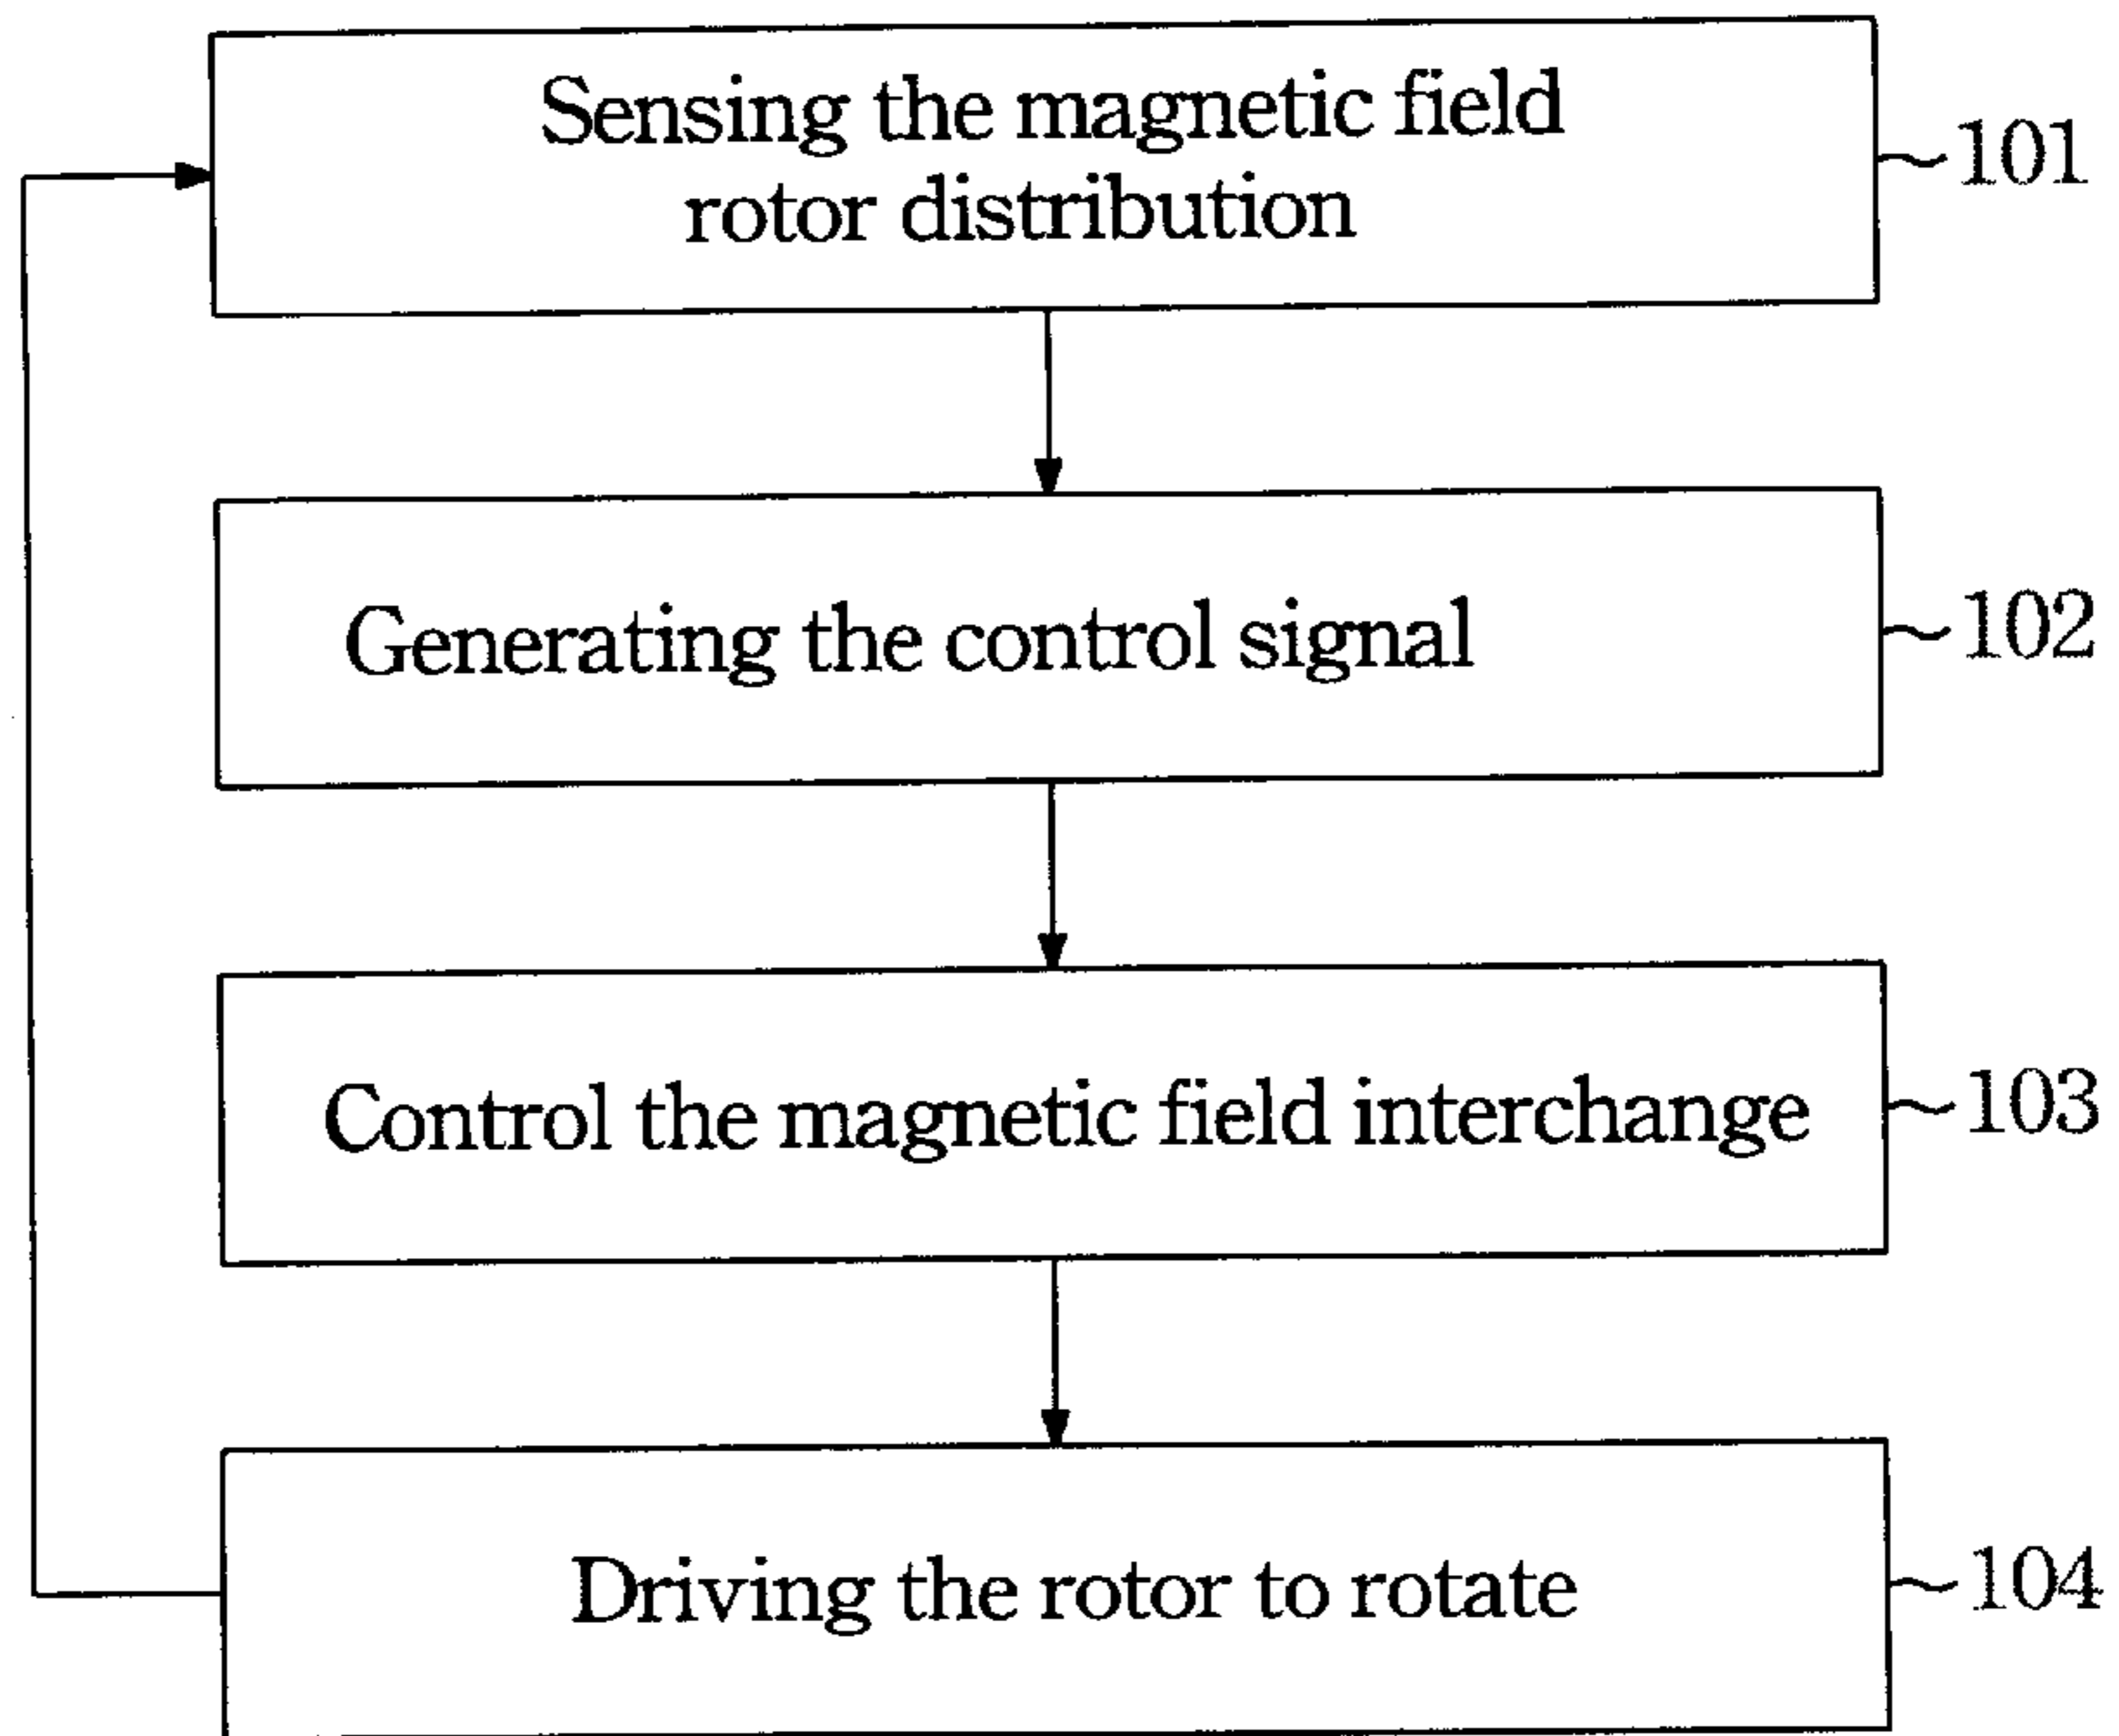 Sensing the magnetic field
rotor distribution
101
Generating the control signal
102
Control the magnetic field interchange
103
Driving the rotor to rotate
104